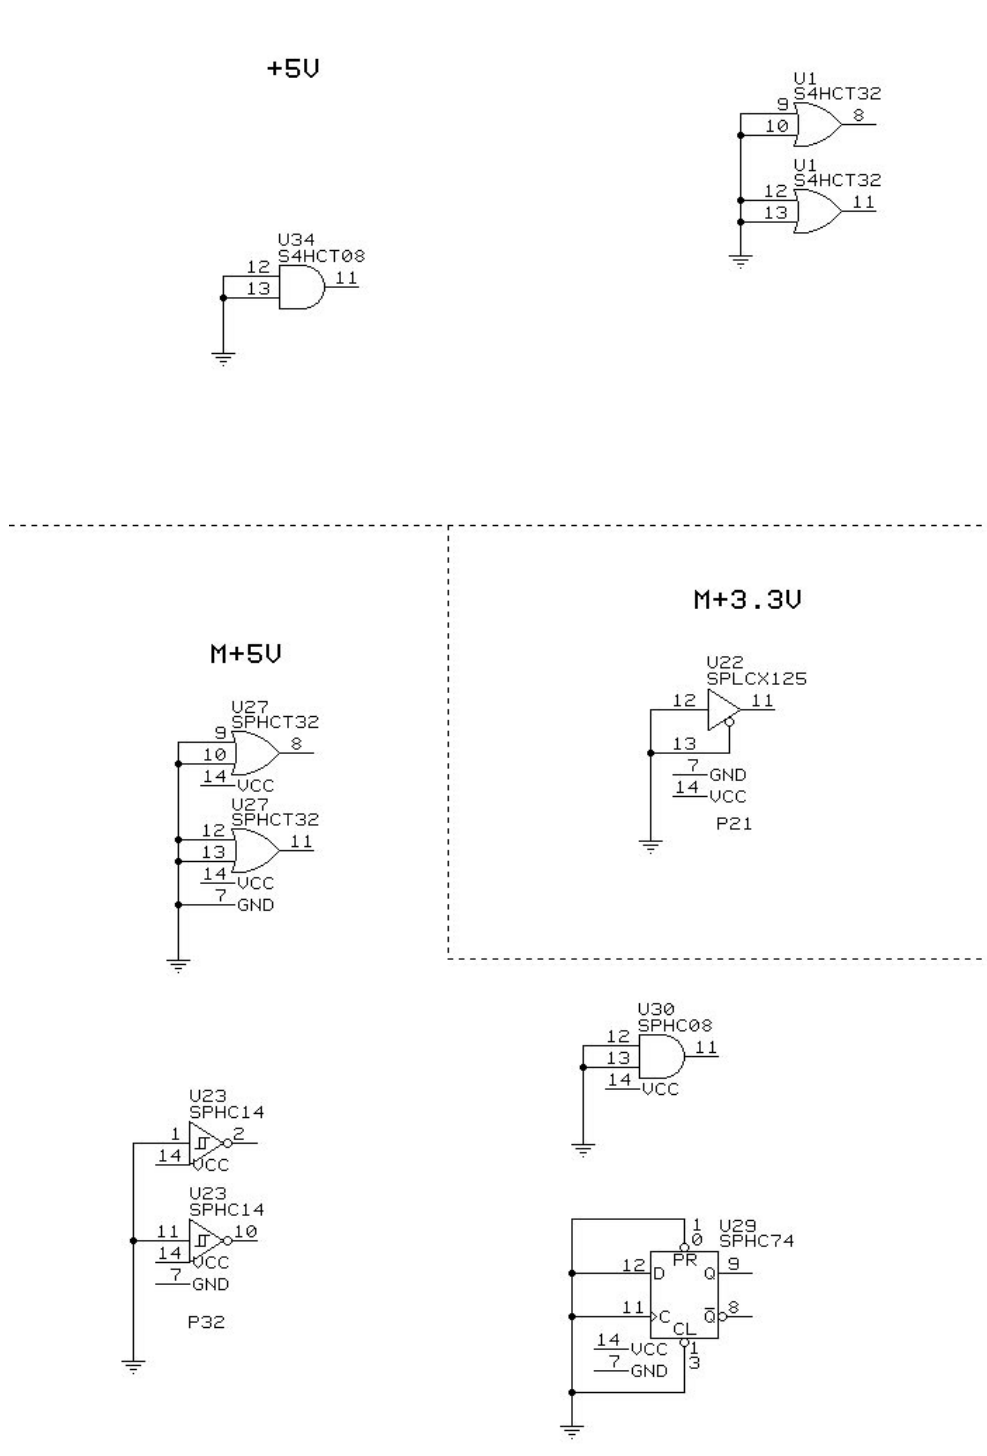 +5V
U1
S4HCT32
9
10
8
U1
S4HCT32
12
13
11
U34
S4HCT08
12
13
11
M+5V
U27
SPHCT32
9
10
8
14
VCC
U27
SPHCT32
12
13
11
14
VCC
7
GND
M+3.3V
U22
SPLCX125
12
11
13
7
GND
14
VCC
P21
U30
SPHC08
12
13
11
14
VCC
U23
SPHC14
1
2
14
VCC
U23
SPHC14
11
10
14
VCC
7
GND
P32
1
0
U29
SPHC74
PR
12
D
Q
9
11
C
Q̅
8
CL
14
VCC
7
GND
1
3